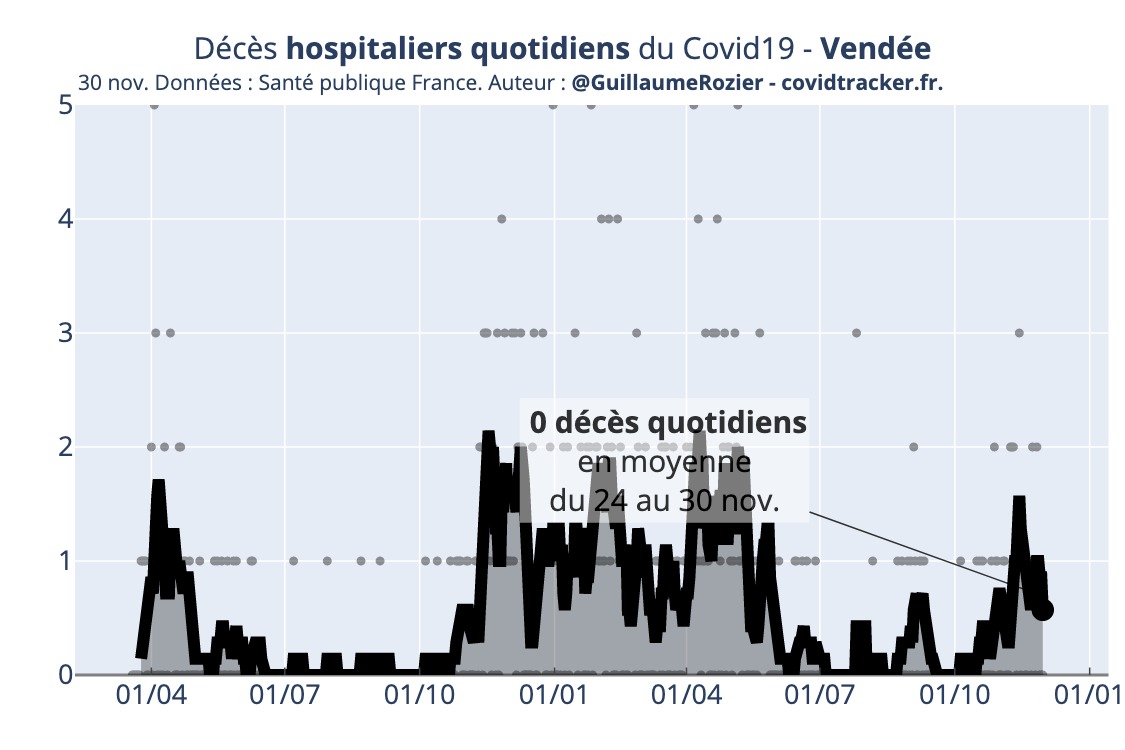 Décès hospitaliers quotidiens du Covid19 - Vendée
30 nov. Données : Santé publique France. Auteur : @GuillaumeRozier - covidtracker.fr.
5
4
3
2
1
0
0 décès quotidiens
en moyenne
du 24 au 30 nov.
01/04 01/07 01/10 01/01 01/04 01/07 01/10 01/01